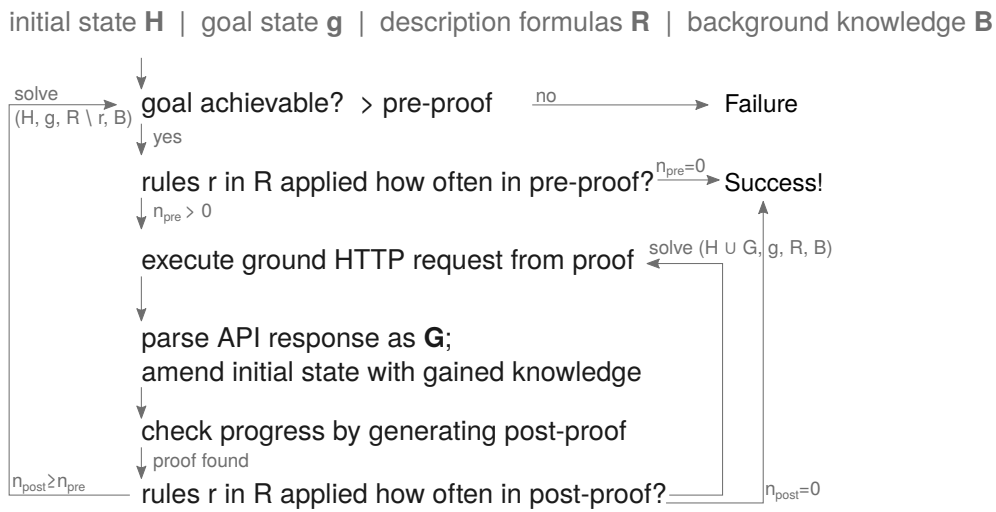 initial state H | goal state g | description formulas R | background knowledge B
solve
(H, g, R \ r, B)
goal achievable? > pre-proof
no
Failure
yes
rules r in R applied how often in pre-proof?
npre=0
Success!
npre > 0
solve (H ∪ G, g, R, B)
execute ground HTTP request from proof
parse API response as G;
amend initial state with gained knowledge
check progress by generating post-proof
proof found
npost≥npre
rules r in R applied how often in post-proof?
npost=0